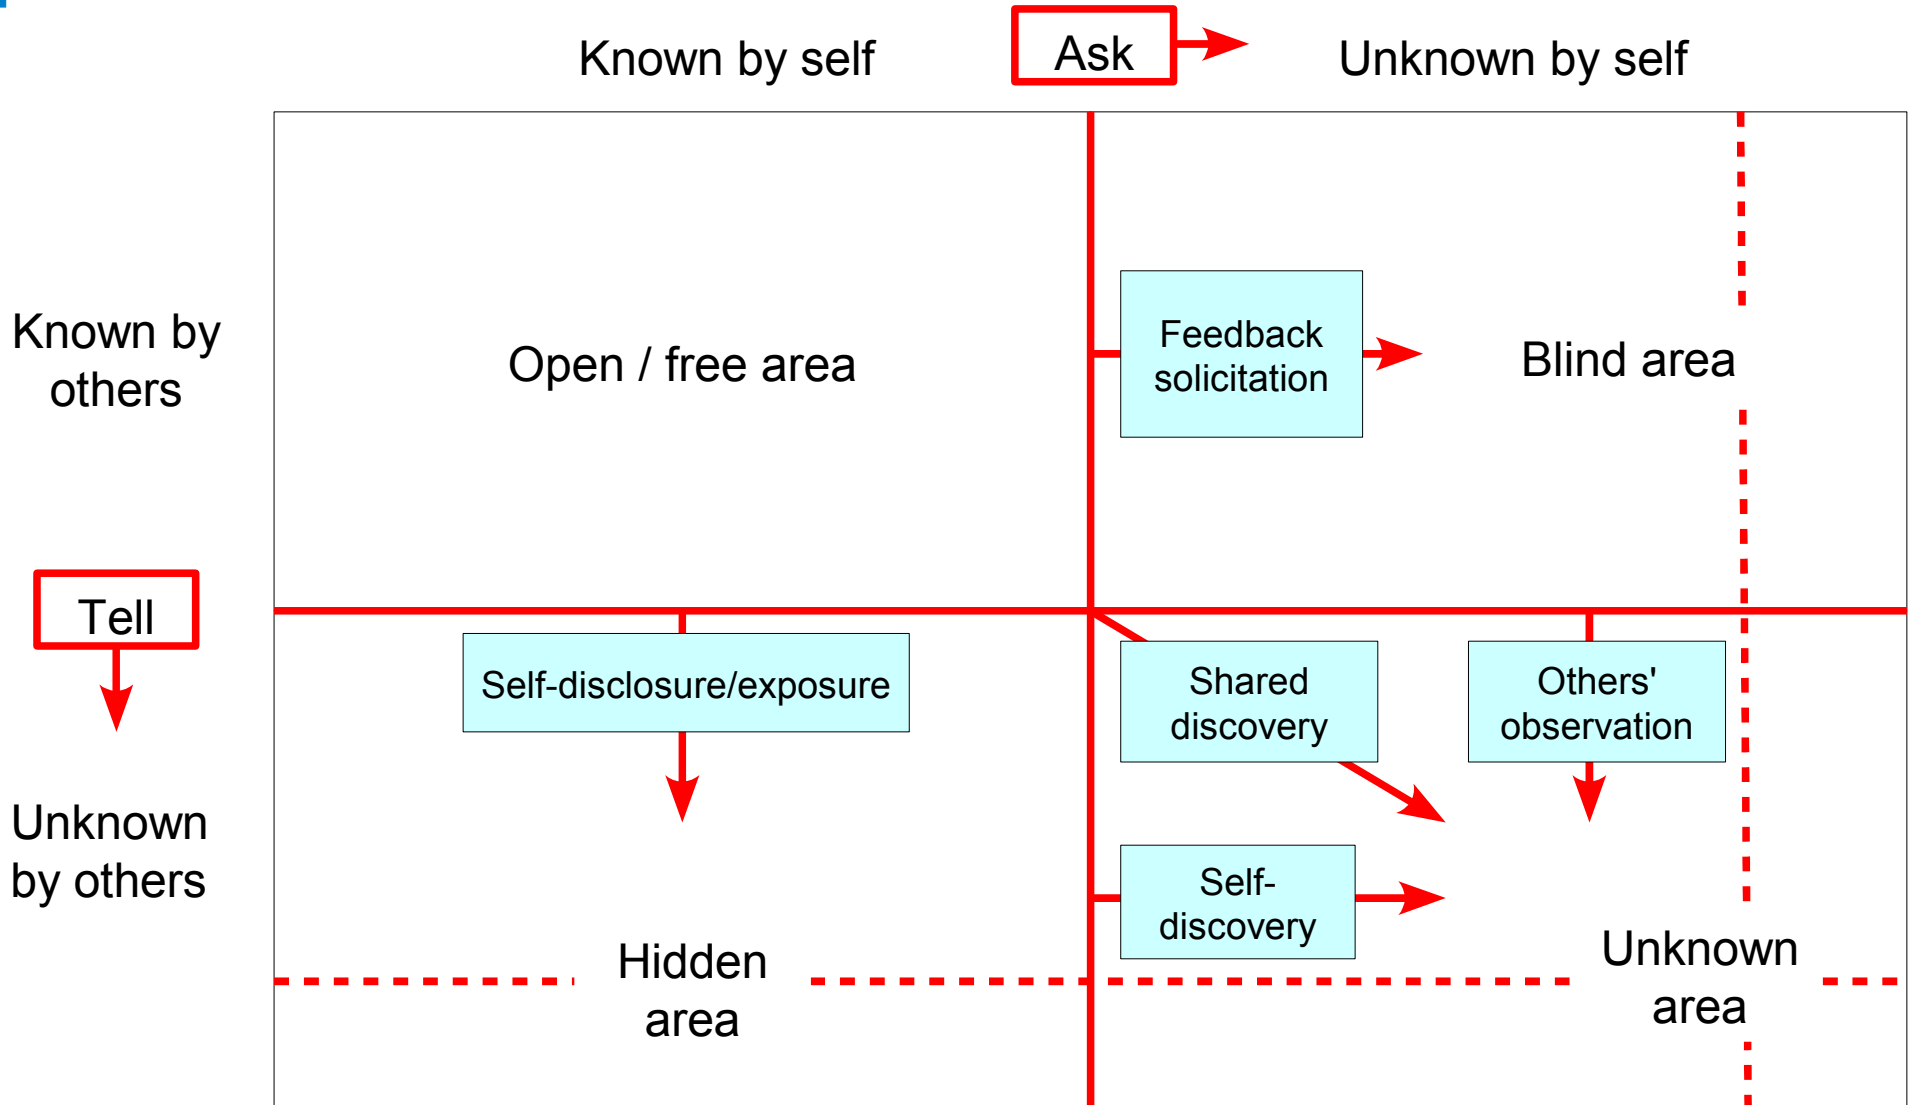 Known by self
Ask
Unknown by self
Known by
others
Open / free area
Feedback
solicitation
Blind area
Tell
Self-disclosure/exposure
Shared
discovery
Others'
observation
Unknown
by others
Self-
discovery
Hidden
area
Unknown
area